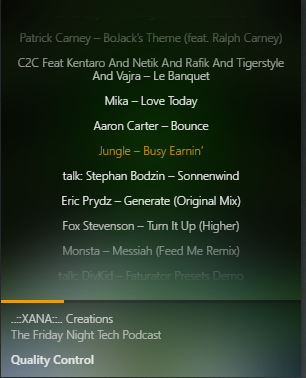 Patrick Carney – BoJack's Theme (feat. Ralph Carney)
C2C Feat Kentaro And Netik And Rafik And Tigerstyle
And Vajra – Le Banquet
Mika – Love Today
Aaron Carter – Bounce
Jungle – Busy Earnin'
talk: Stephan Bodzin – Sonnenwind
Eric Prydz – Generate (Original Mix)
Fox Stevenson – Turn It Up (Higher)
Monsta – Messiah (Feed Me Remix)
talk: DivKid – Faturator Presets Demo
..::XANA::.. Creations
The Friday Night Tech Podcast
Quality Control